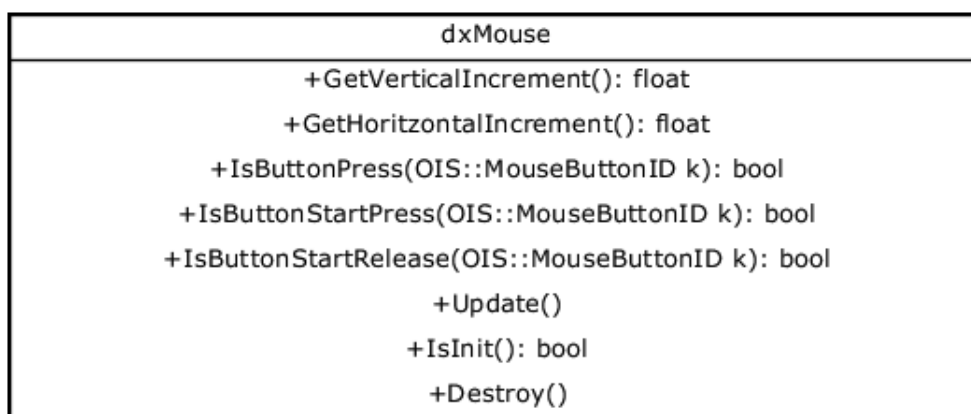 dxMouse
+GetVerticalIncrement(): float
+GetHoritzontalIncrement(): float
+IsButtonPress(OIS::MouseButtonID k): bool
+IsButtonStartPress(OIS::MouseButtonID k): bool
+IsButtonStartRelease(OIS::MouseButtonID k): bool
+Update()
+IsInit(): bool
+Destroy()